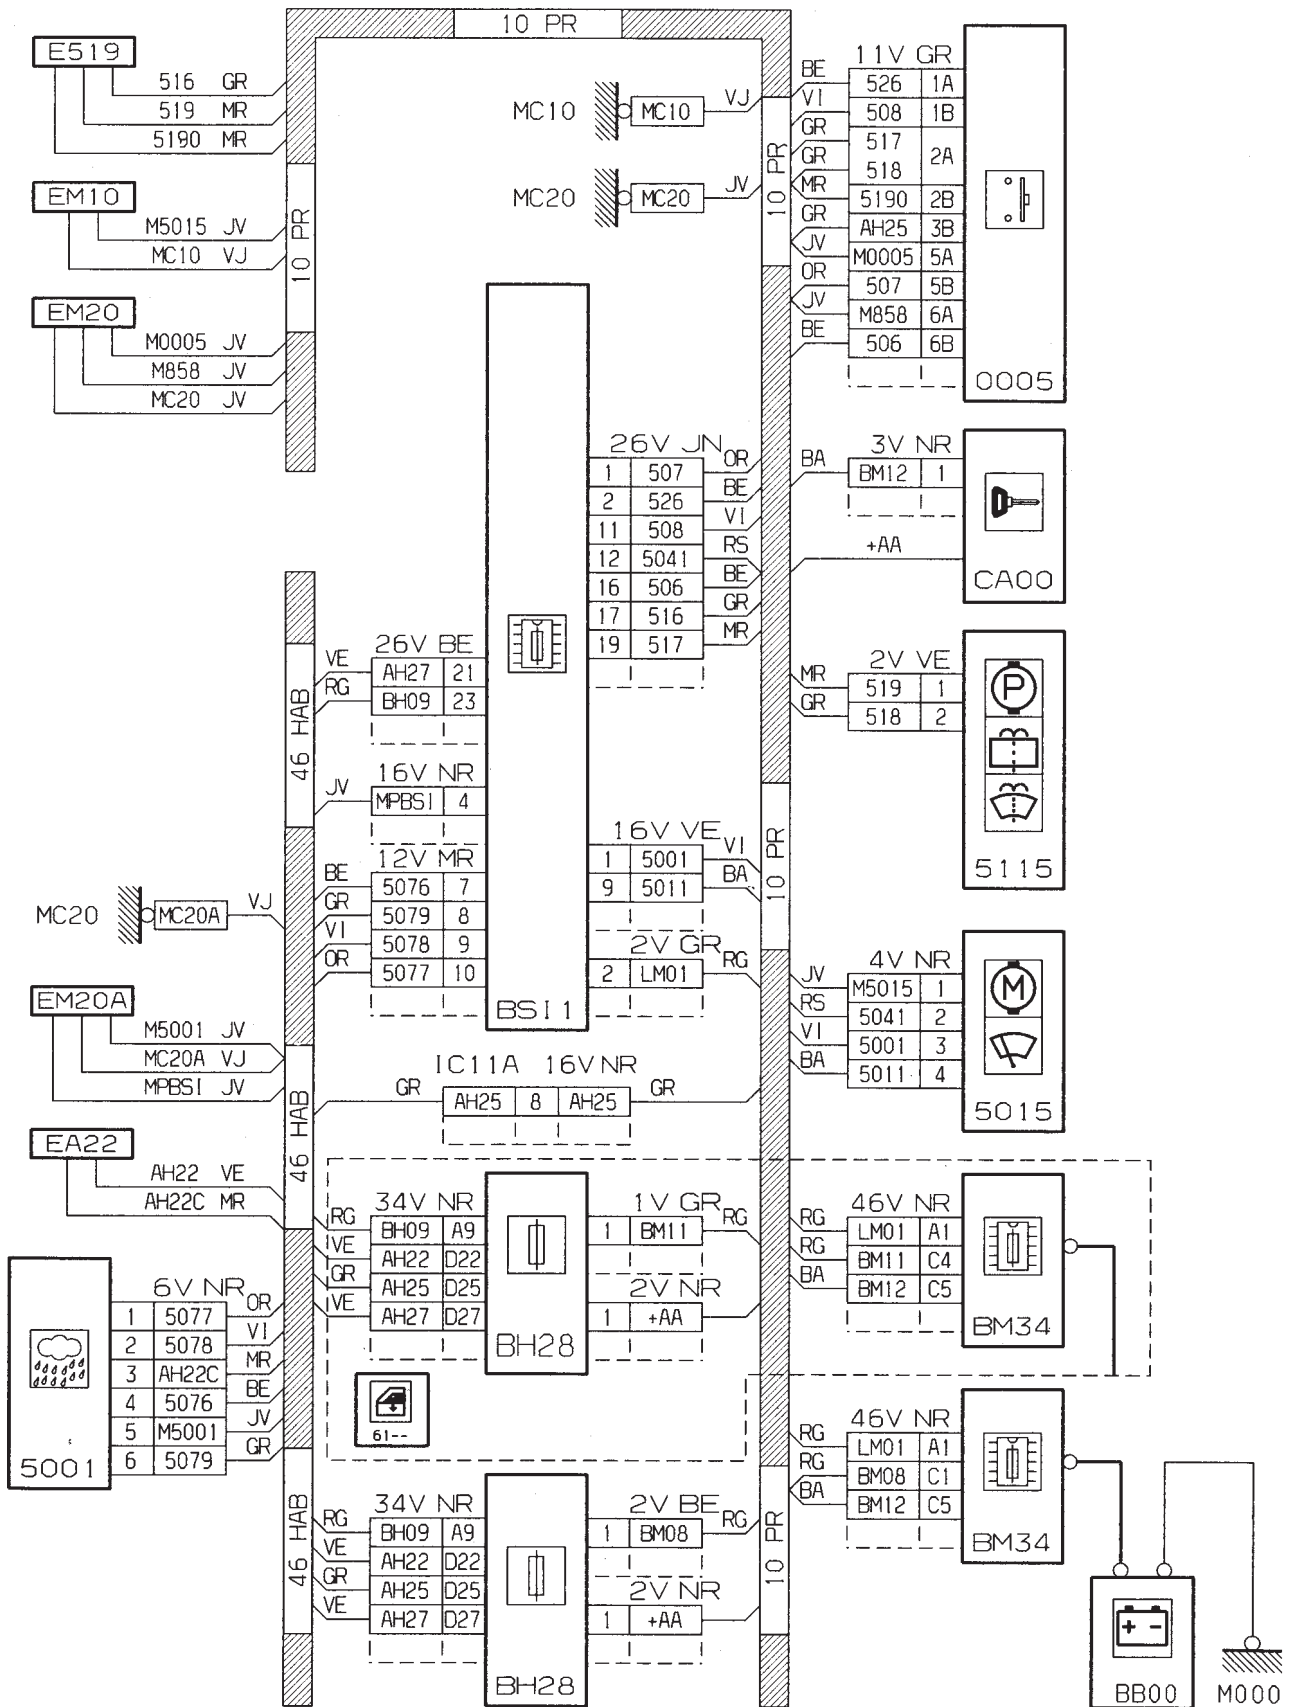 10 PR
E519
516 GR
519 MR
5190 MR
EM10
M5015 JV
MC10 VJ
EM20
M0005 JV
M858 JV
MC20 JV
10 PR
MC10 MC10 VJ
MC20 MC20 JV
10 PR
11V GR
BE 526 1A
VI 508 1B
GR 517 2A
GR 518
MR 5190 2B
GR AH25 3B
JV M0005 5A
OR 507 5B
JV M858 6A
BE 506 6B
0005
26V JN
1 507 OR
2 526 BE
11 508 VI
12 5041 RS
16 506 BE
17 516 GR
19 517 MR
3V NR
BA BM12 1
+AA
CA00
46 HAB
26V BE
VE AH27 21
RG BH09 23
16V NR
JV MPBSI 4
12V MR
BE 5076 7
GR 5079 8
VI 5078 9
OR 5077 10
16V VE
1 5001 VI
9 5011 BA
2V GR
2 LM01 RG
BSI1
10 PR
2V VE
MR 519 1
GR 518 2
P
5115
MC20 MC20A VJ
EM20A
M5001 JV
MC20A VJ
MPBSI JV
4V NR
JV M5015 1
RS 5041 2
VI 5001 3
BA 5011 4
M
5015
46 HAB
IC11A 16V NR
GR AH25 8 AH25 GR
EA22
AH22 VE
AH22C MR
34V NR
RG BH09 A9
VE AH22 D22
GR AH25 D25
VE AH27 D27
1V GR
1 BM11 RG
2V NR
1 +AA
BH28
46V NR
RG LM01 A1
RG BM11 C4
BA BM12 C5
BM34
61--
6V NR
1 5077 OR
2 5078 VI
3 AH22C MR
4 5076 BE
5 M5001 JV
6 5079 GR
5001
46 HAB
34V NR
RG BH09 A9
VE AH22 D22
GR AH25 D25
VE AH27 D27
2V BE
1 BM08 RG
2V NR
1 +AA
BH28
10 PR
46V NR
RG LM01 A1
RG BM08 C1
BA BM12 C5
BM34
+ -
BB00
M000